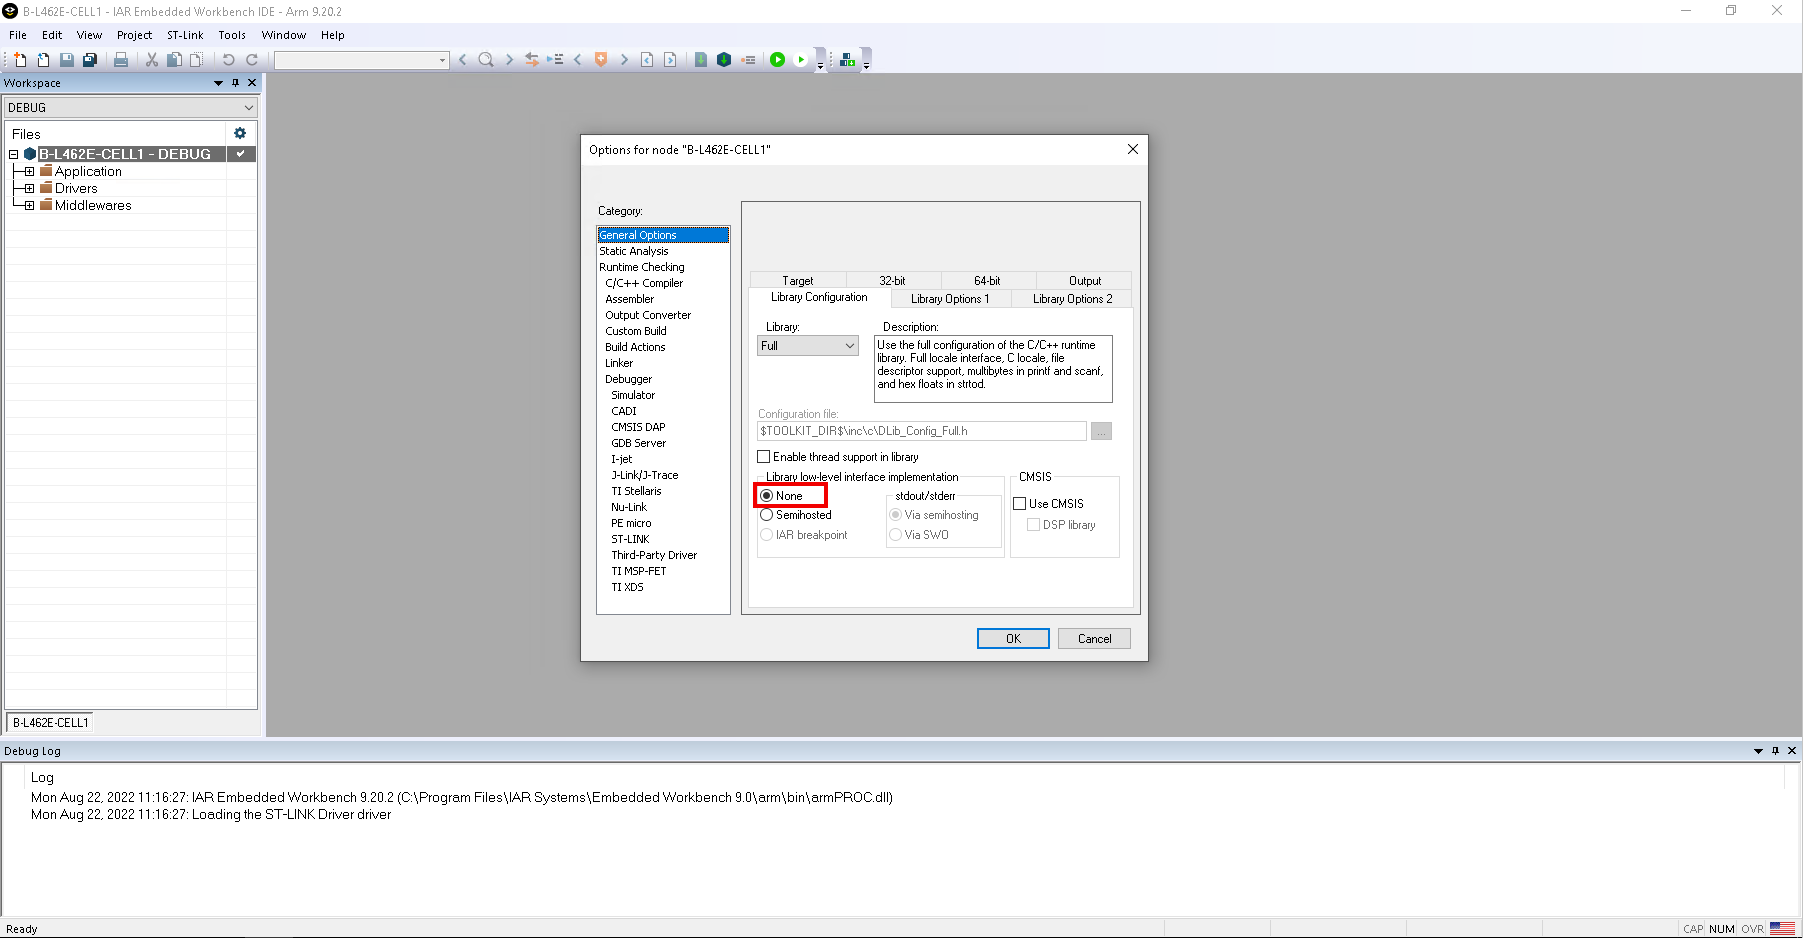 B-L462E-CELL1 - IAR Embedded Workbench IDE - Arm 9.20.2
File Edit View Project ST-Link Tools Window Help
Workspace
DEBUG
Files
B-L462E-CELL1 - DEBUG
Application
Drivers
Middlewares
B-L462E-CELL1
Options for node "B-L462E-CELL1"
Category:
General Options
Static Analysis
Runtime Checking
C/C++ Compiler
Assembler
Output Converter
Custom Build
Build Actions
Linker
Debugger
Simulator
CADI
CMSIS DAP
GDB Server
I-jet
J-Link/J-Trace
TI Stellaris
Nu-Link
PE micro
ST-LINK
Third-Party Driver
TI MSP-FET
TI XDS
Target 32-bit 64-bit Output
Library Configuration Library Options 1 Library Options 2
Library: Description:
Full
Use the full configuration of the C/C++ runtime
library. Full locale interface, C locale, file
descriptor support, multibytes in printf and scanf,
and hex floats in strtod.
Configuration file:
$TOOLKIT_DIR$\inc\c\DLib_Config_Full.h
...
Enable thread support in library
Library low-level interface implementation
None
Semihosted
IAR breakpoint
stdout/stderr
Via semihosting
Via SWO
CMSIS
Use CMSIS
DSP library
OK Cancel
Debug Log
Log
Mon Aug 22, 2022 11:16:27: IAR Embedded Workbench 9.20.2 (C:\Program Files\IAR Systems\Embedded Workbench 9.0\arm\bin\armPROC.dll)
Mon Aug 22, 2022 11:16:27: Loading the ST-LINK Driver driver
Ready CAP NUM OVR